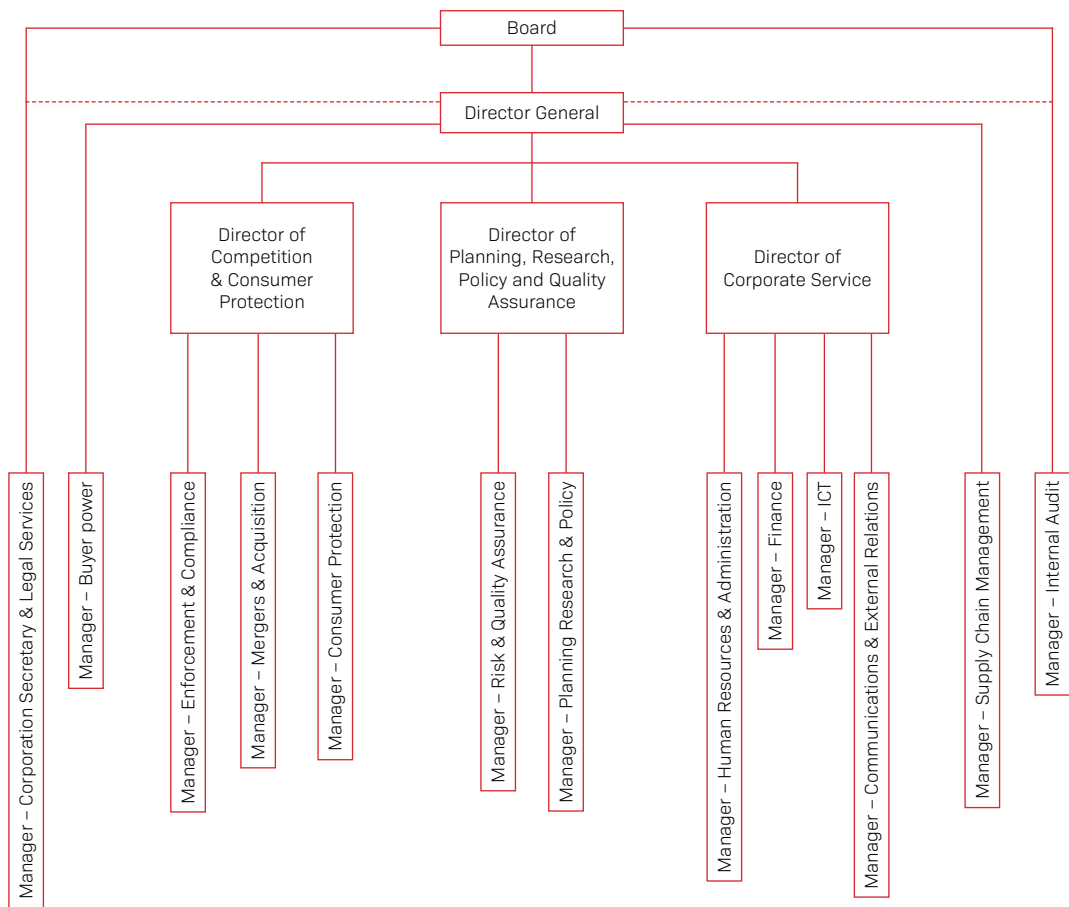 Board
Director General
Director of
Competition
& Consumer
Protection
Director of
Planning, Research,
Policy and Quality
Assurance
Director of
Corporate Service
Manager – Corporation Secretary & Legal Services
Manager – Buyer power
Manager – Enforcement & Compliance
Manager – Mergers & Acquisition
Manager – Consumer Protection
Manager – Risk & Quality Assurance
Manager – Planning Research & Policy
Manager – Human Resources & Administration
Manager – Finance
Manager – ICT
Manager – Communications & External Relations
Manager – Supply Chain Management
Manager – Internal Audit